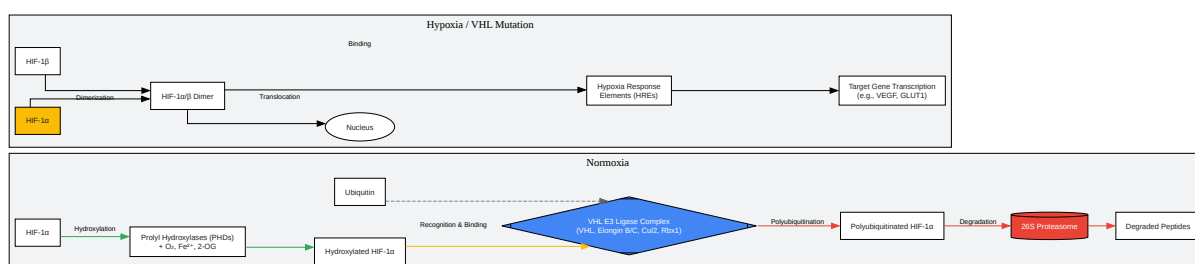 Hypoxia / VHL Mutation
Binding
HIF-1β
Dimerization
HIF-1α/β Dimer
Translocation
Hypoxia Response
Elements (HREs)
Target Gene Transcription
(e.g., VEGF, GLUT1)
HIF-1α
Nucleus
Normoxia
Ubiquitin
HIF-1α
Hydroxylation
Prolyl Hydroxylases (PHDs)
+ O₂, Fe²⁺, 2-OG
Hydroxylated HIF-1α
Recognition & Binding
VHL E3 Ligase Complex
(VHL, Elongin B/C, Cul2, Rbx1)
Polyubiquitination
Polyubiquitinated HIF-1α
Degradation
26S Proteasome
Degraded Peptides